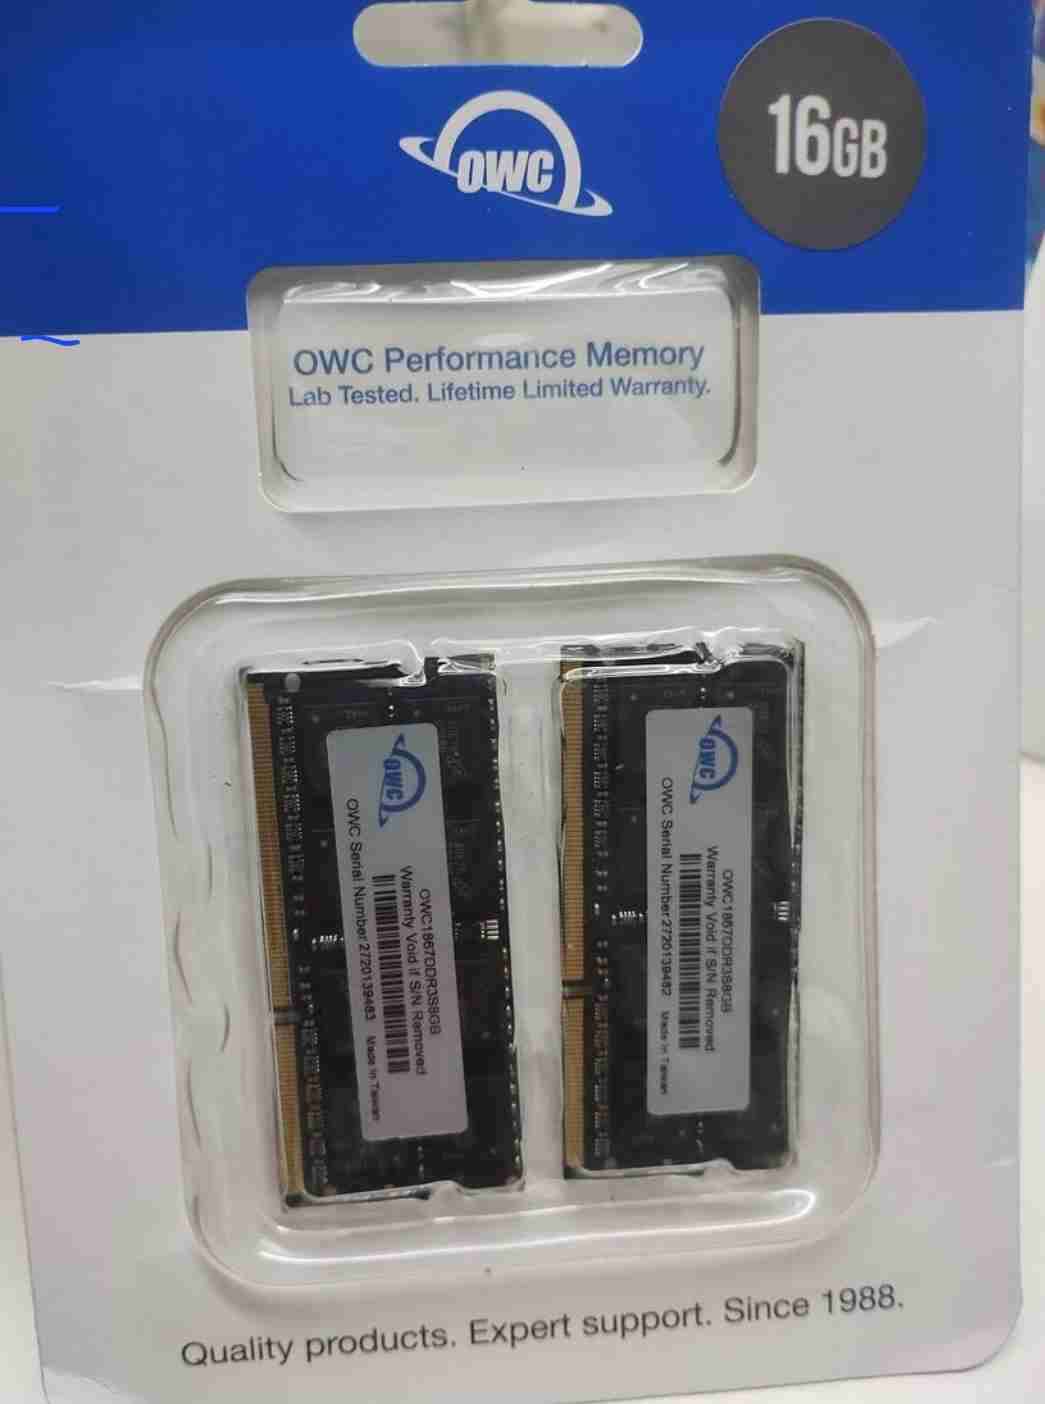 OWC
16GB
OWC Performance Memory
Lab Tested. Lifetime Limited Warranty.
OWC
OWC1867DDR3S8GB
Warranty Void if S/N Removed
OWC Serial Number 2720139483 Made in Taiwan
OWC
OWC1867DDR3S8GB
Warranty Void if S/N Removed
OWC Serial Number 2720139482 Made in Taiwan
Quality products. Expert support. Since 1988.